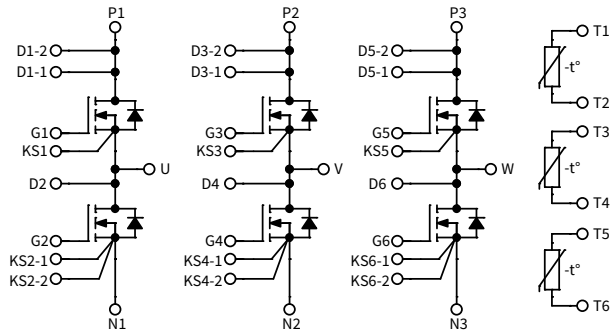 P1 P2 P3
T1
D1-2 D3-2 D5-2
D1-1 D3-1 D5-1
-t°
T2
G1 G3 G5
T3
KS1 KS3 KS5
U V W
-t°
D2 D4 D6
T4
T5
G2 G4 G6
KS2-1 KS4-1 KS6-1
-t°
KS2-2 KS4-2 KS6-2
T6
N1 N2 N3